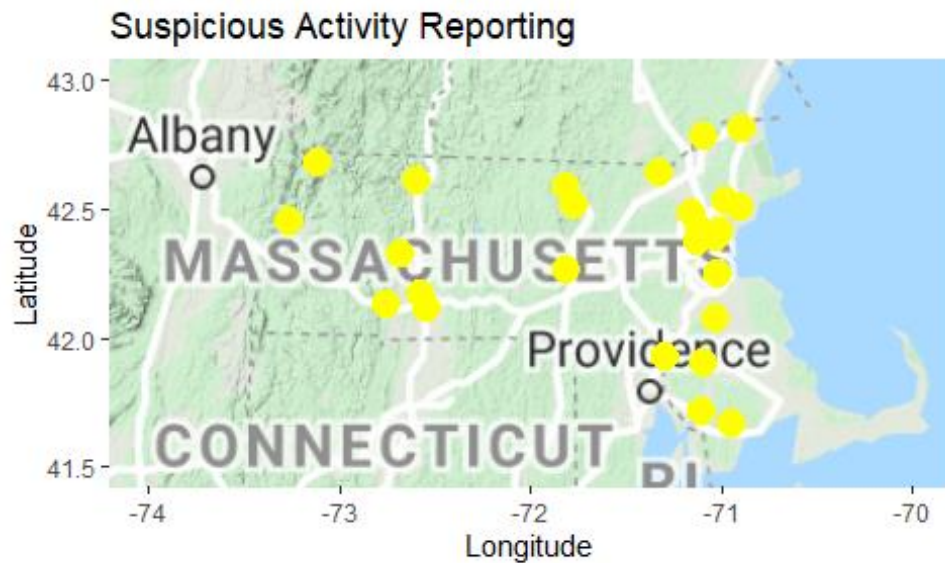 Suspicious Activity Reporting
43.0
Albany
42.5
MASSACHUSETTS
Latitude
42.0
Providence
CONNECTICUT
41.5
RI
-74 -73 -72 -71 -70
Longitude